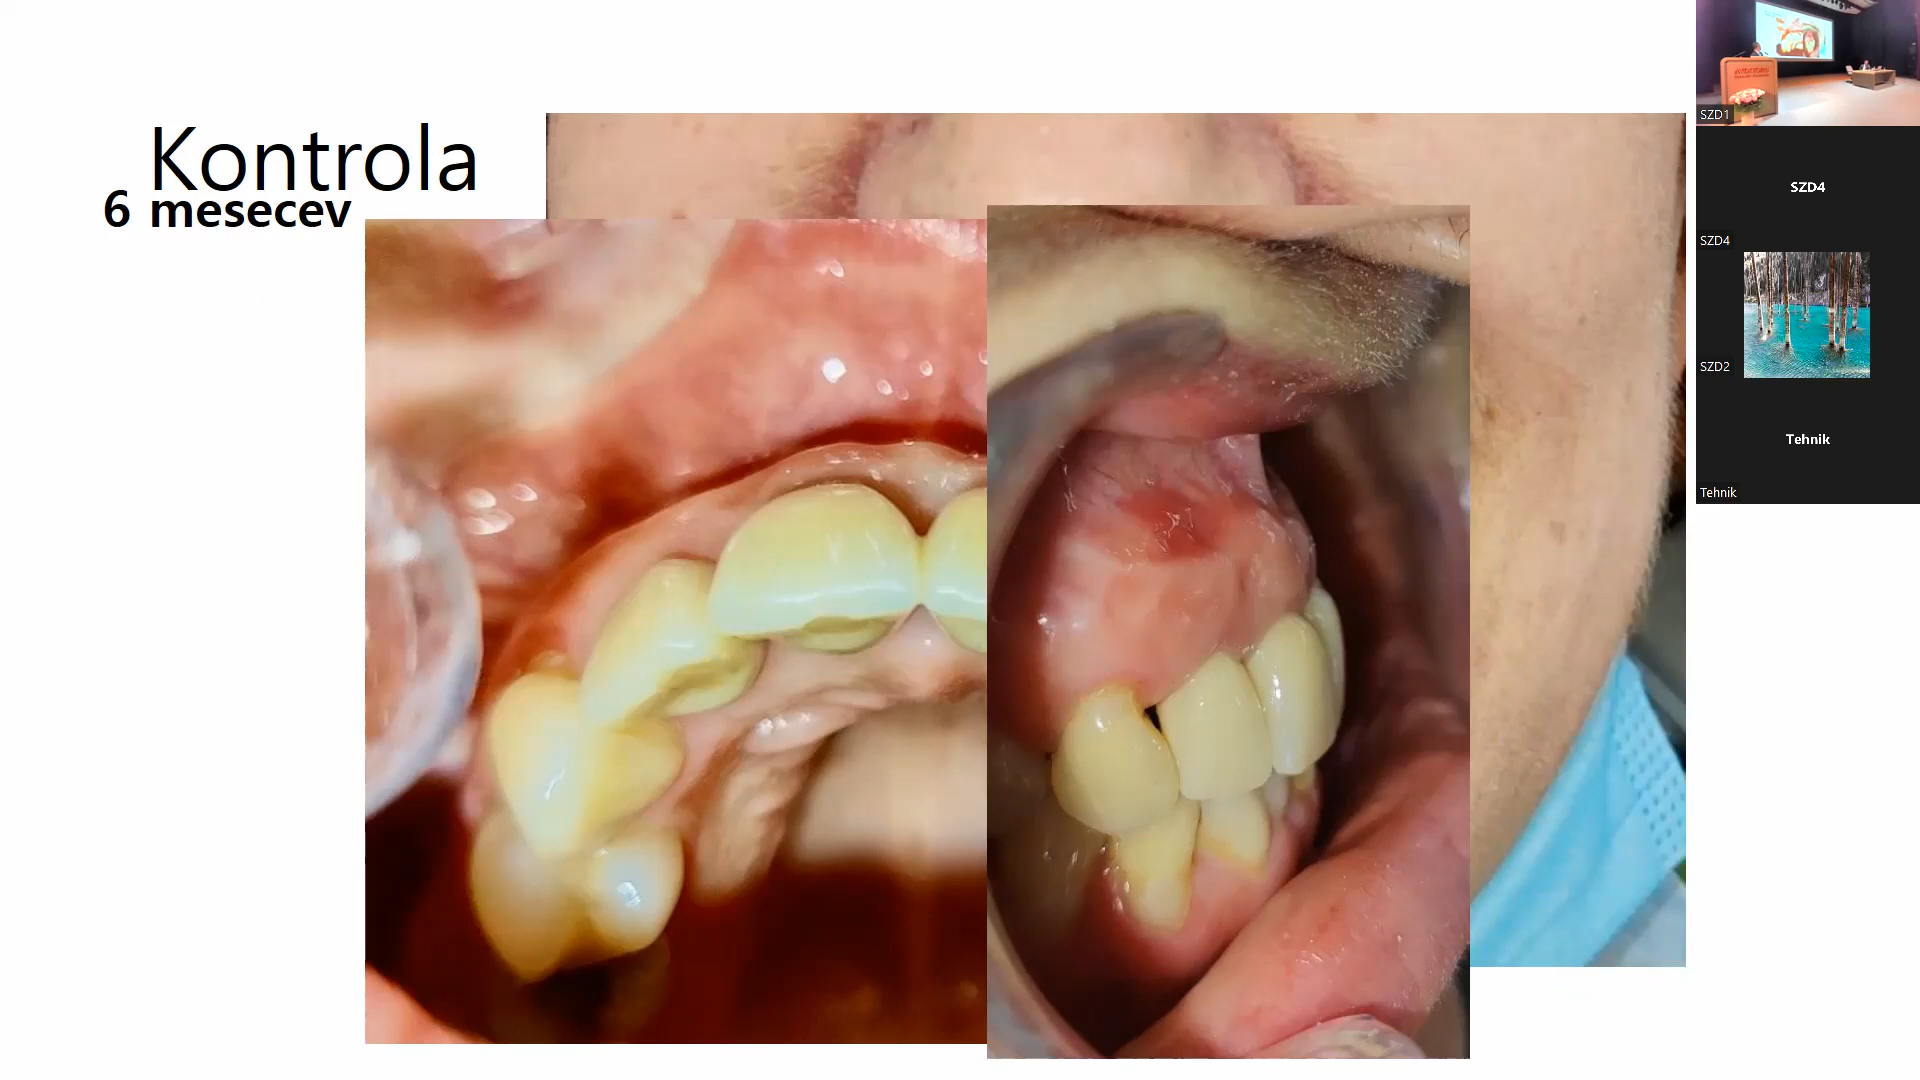 Kontrola
6 mesecev
SZD1
SZD4
SZD4
SZD2
Tehnik
Tehnik